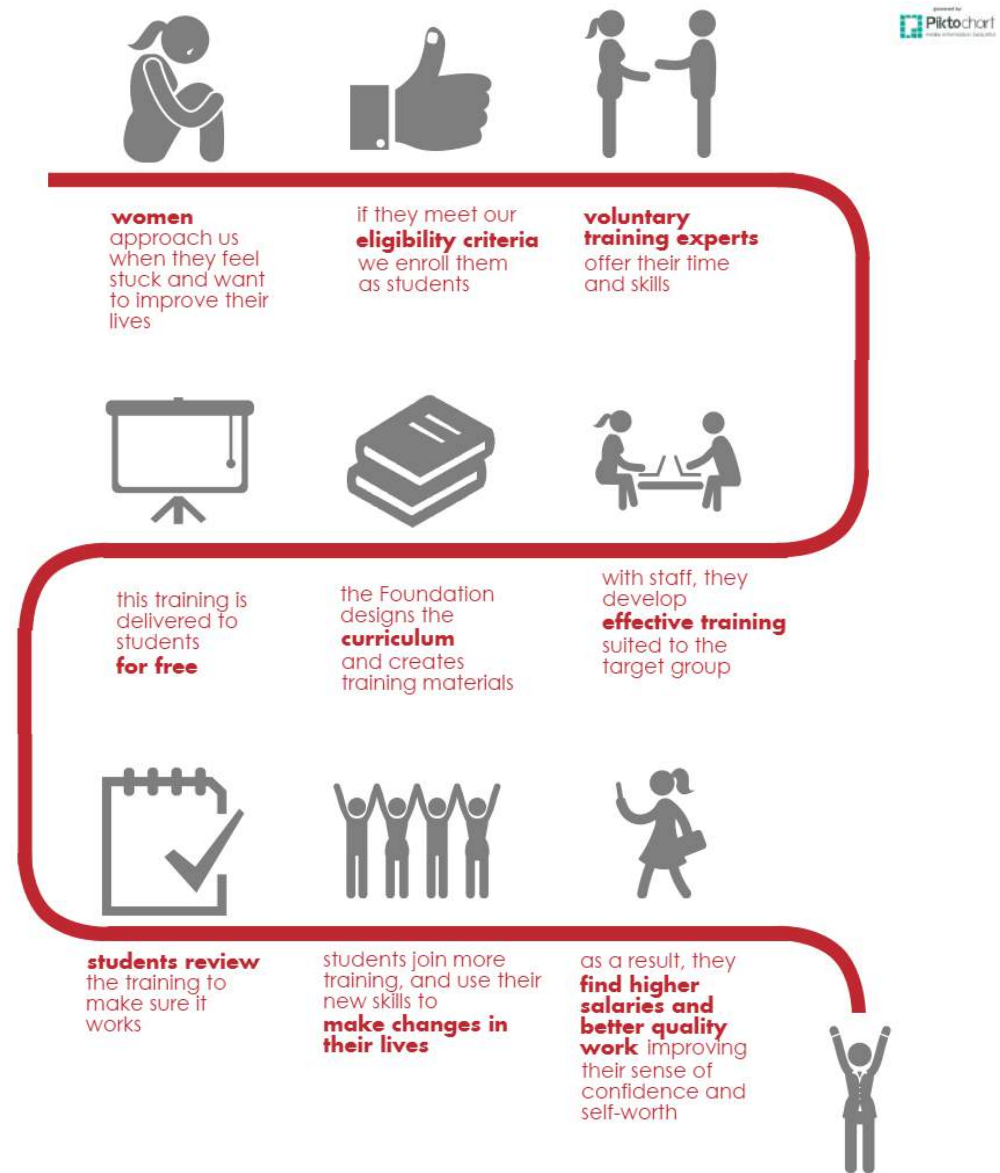 powered by
Piktochart
make information beautiful
women
approach us
when they feel
stuck and want
to improve their
lives
if they meet our
eligibility criteria
we enroll them
as students
voluntary
training experts
offer their time
and skills
with staff, they
develop
effective training
suited to the
target group
the Foundation
designs the
curriculum
and creates
training materials
this training is
delivered to
students
for free
students review
the training to
make sure it
works
students join more
training, and use their
new skills to
make changes in
their lives
as a result, they
find higher
salaries and
better quality
work improving
their sense of
confidence and
self-worth